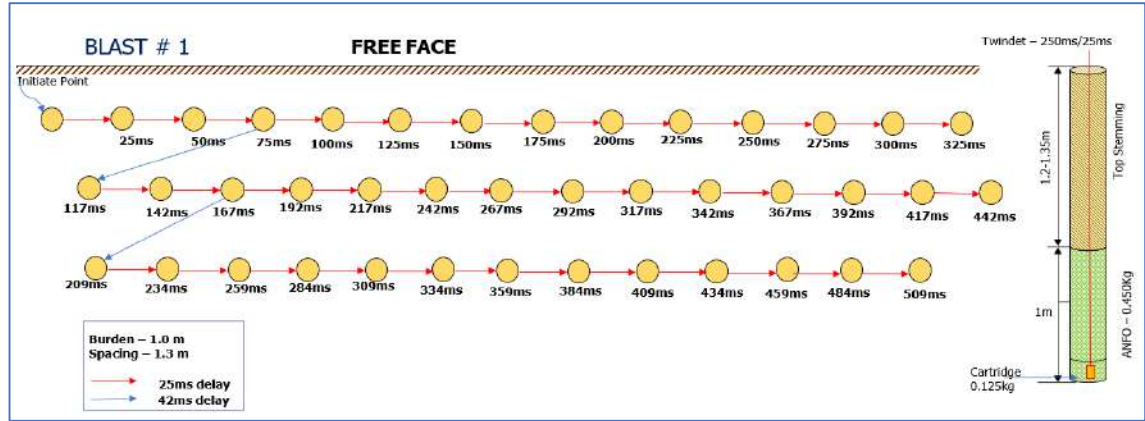 BLAST # 1
FREE FACE
Twindet – 250ms/25ms
Initiate Point
25ms 50ms 75ms 100ms 125ms 150ms 175ms 200ms 225ms 250ms 275ms 300ms 325ms
1.2-1.35m
Top Stemming
117ms 142ms 167ms 192ms 217ms 242ms 267ms 292ms 317ms 342ms 367ms 392ms 417ms 442ms
209ms 234ms 259ms 284ms 309ms 334ms 359ms 384ms 409ms 434ms 459ms 484ms 509ms
1m
ANFO – 0.450Kg
Burden – 1.0 m
Spacing – 1.3 m
25ms delay
42ms delay
Cartridge
0.125kg